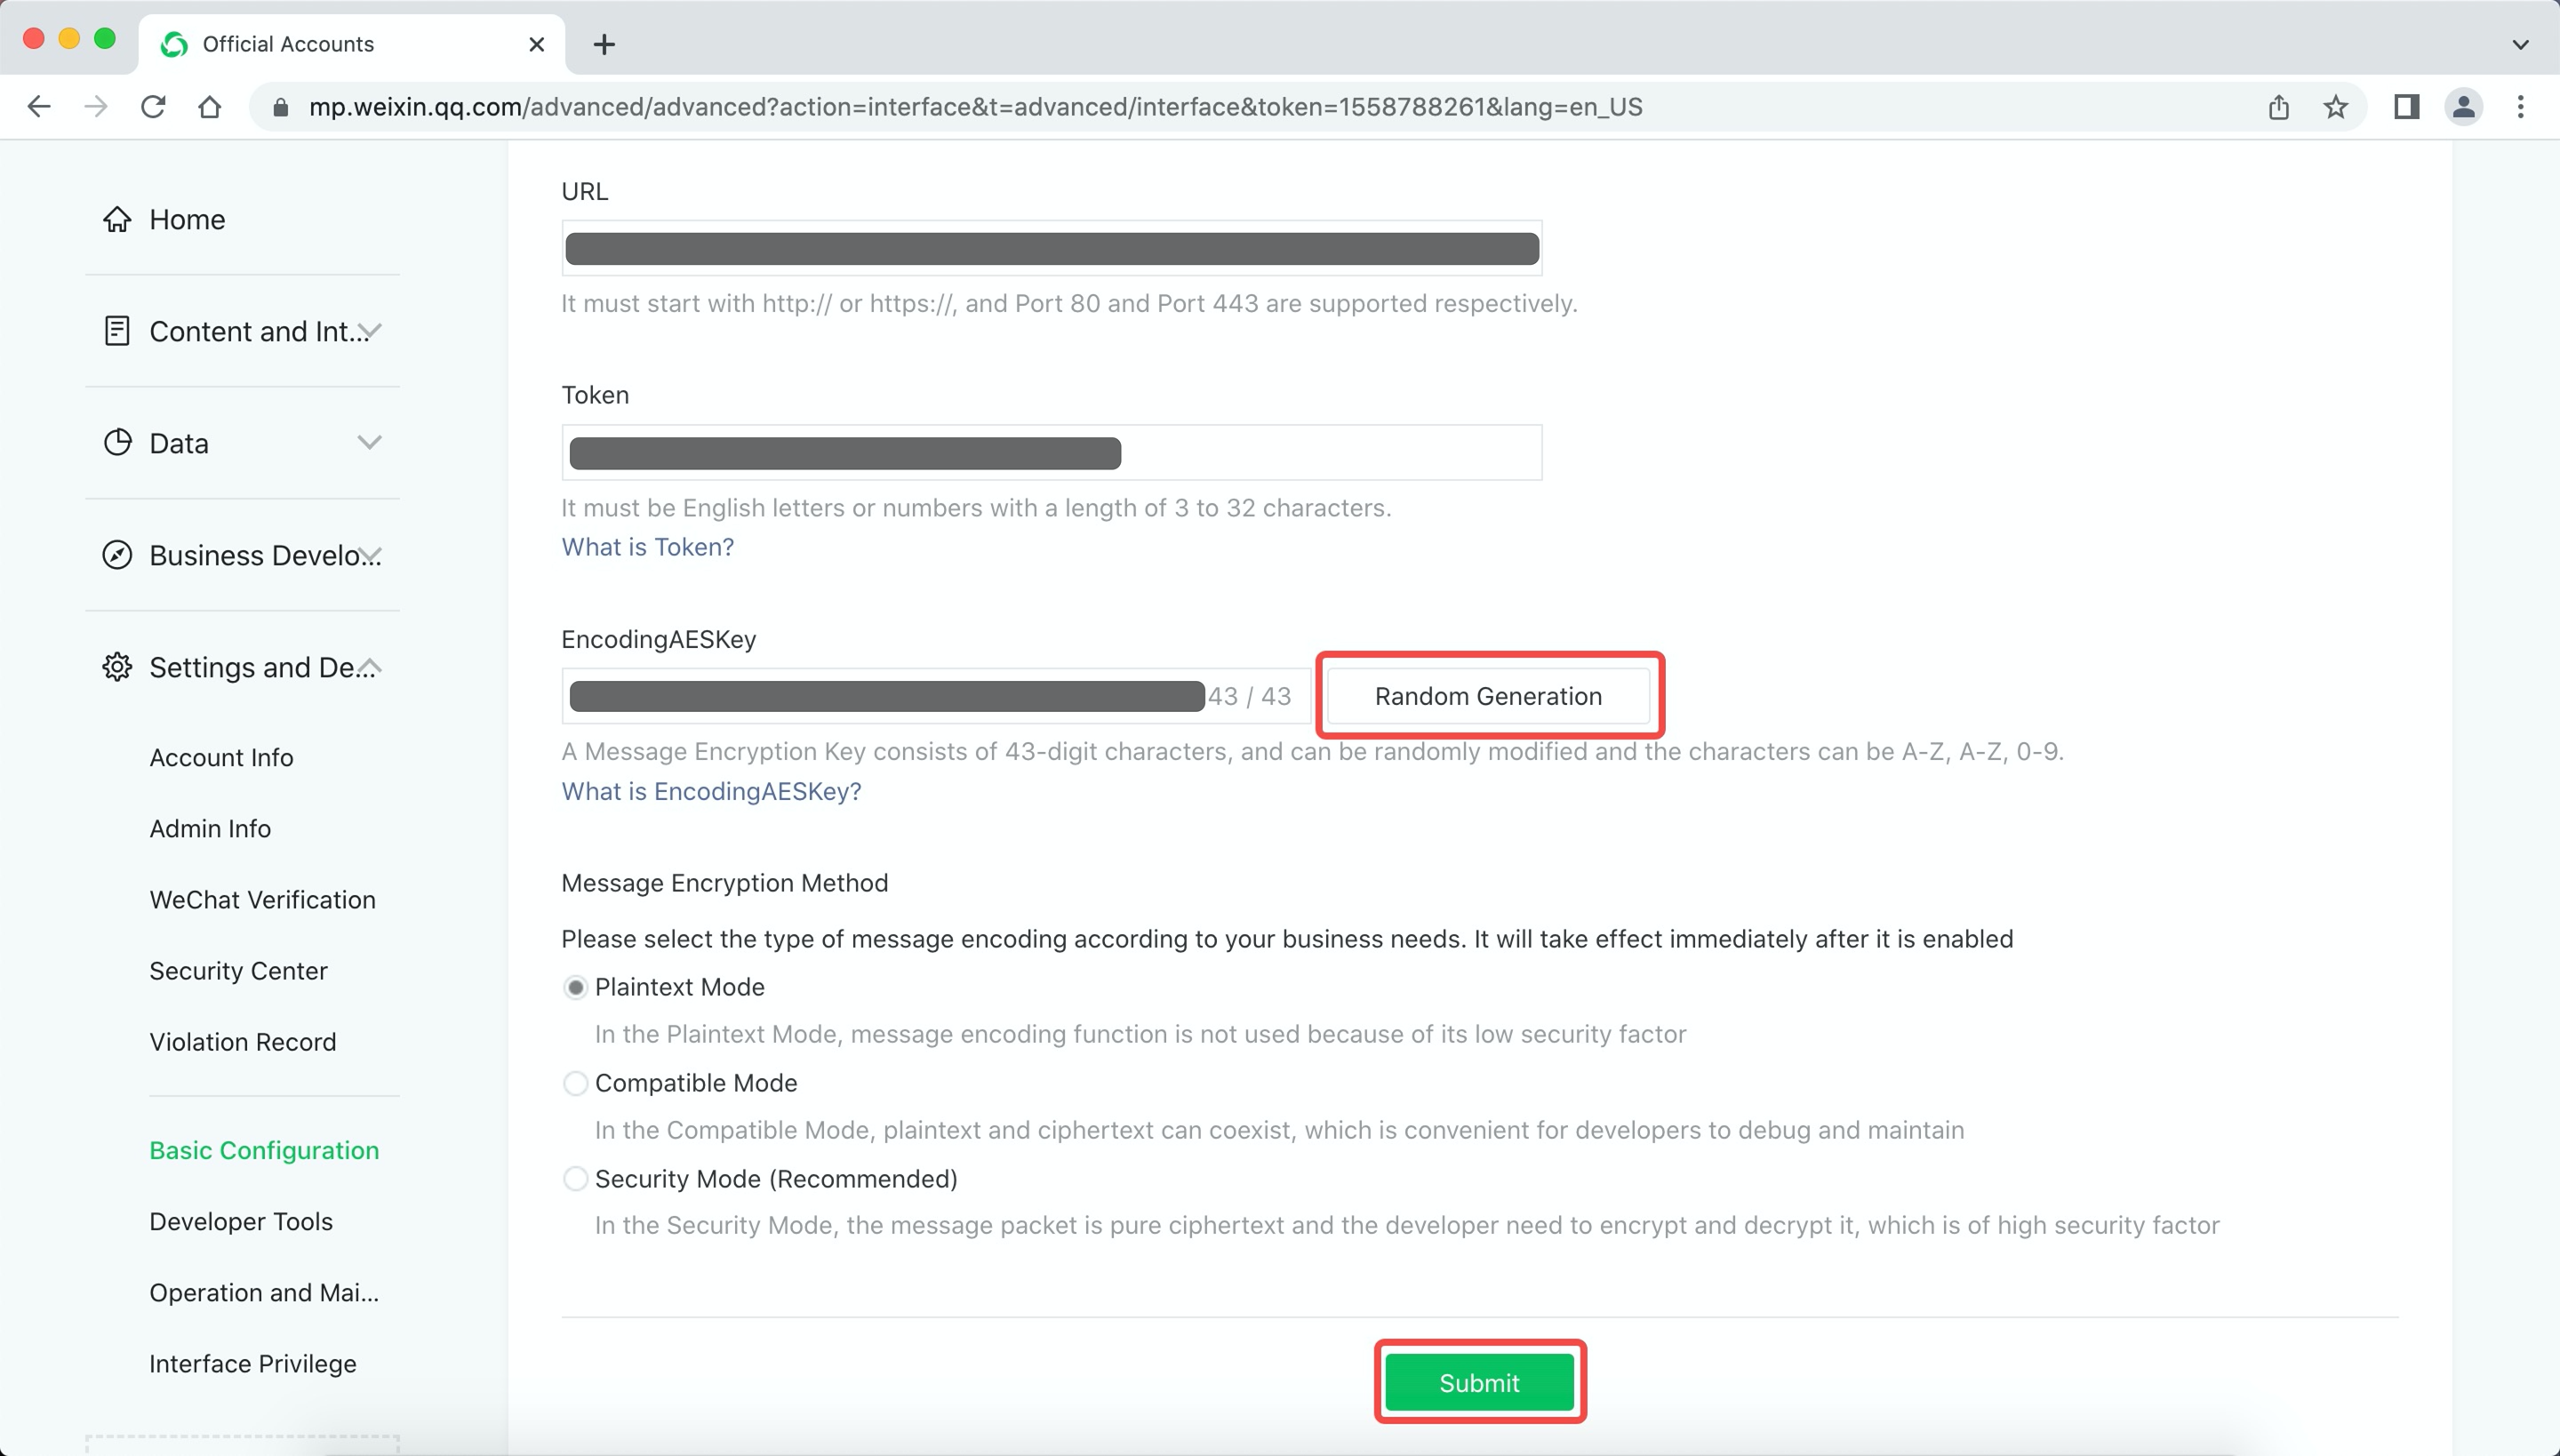 Official Accounts
mp.weixin.qq.com/advanced/advanced?action=interface&t=advanced/interface&token=1558788261&lang=en_US
Home
Content and Int...
Data
Business Develo...
Settings and De...
Account Info
Admin Info
WeChat Verification
Security Center
Violation Record
Basic Configuration
Developer Tools
Operation and Mai...
Interface Privilege
URL
It must start with http:// or https://, and Port 80 and Port 443 are supported respectively.
Token
It must be English letters or numbers with a length of 3 to 32 characters.
What is Token?
EncodingAESKey
43 / 43
Random Generation
A Message Encryption Key consists of 43-digit characters, and can be randomly modified and the characters can be A-Z, A-Z, 0-9.
What is EncodingAESKey?
Message Encryption Method
Please select the type of message encoding according to your business needs. It will take effect immediately after it is enabled
Plaintext Mode
In the Plaintext Mode, message encoding function is not used because of its low security factor
Compatible Mode
In the Compatible Mode, plaintext and ciphertext can coexist, which is convenient for developers to debug and maintain
Security Mode (Recommended)
In the Security Mode, the message packet is pure ciphertext and the developer need to encrypt and decrypt it, which is of high security factor
Submit